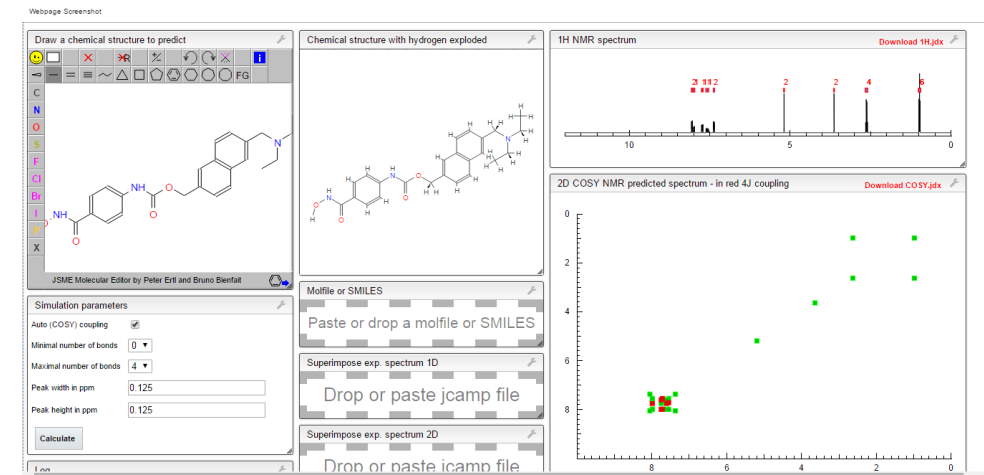 Webpage Screenshot
Draw a chemical structure to predict
FG
C
N
O
S
F
Cl
Br
I
P
X
N
NH
O
O
NH
O
O
JSME Molecular Editor by Peter Ertl and Bruno Bienfait
Simulation parameters
Auto (COSY) coupling
Minimal number of bonds 0
Maximal number of bonds 4
Peak width in ppm 0.125
Peak height in ppm 0.125
Calculate
Log
Chemical structure with hydrogen exploded
Molfile or SMILES
Paste or drop a molfile or SMILES
Superimpose exp. spectrum 1D
Drop or paste jcamp file
Superimpose exp. spectrum 2D
Drop or paste jcamp file
1H NMR spectrum
Download 1H.jdx
2 2 4 6
10 5 0
2D COSY NMR predicted spectrum - in red 4J coupling
Download COSY.jdx
0
2
4
6
8
8 6 4 2 0